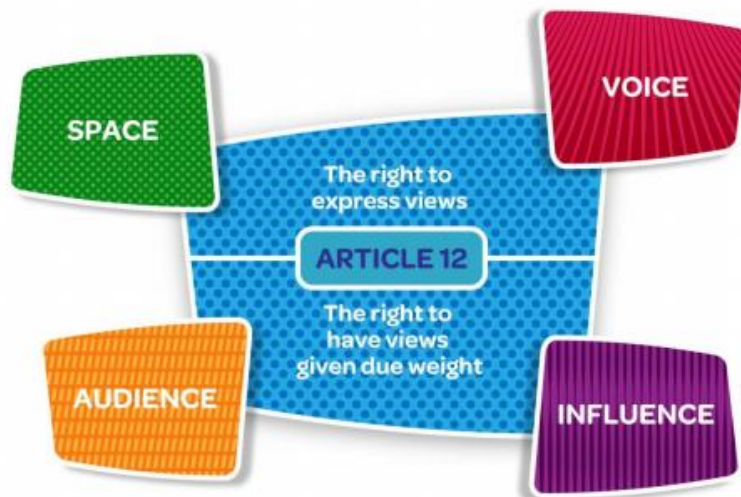 SPACE
VOICE
The right to
express views
ARTICLE 12
The right to
have views
given due weight
AUDIENCE
INFLUENCE